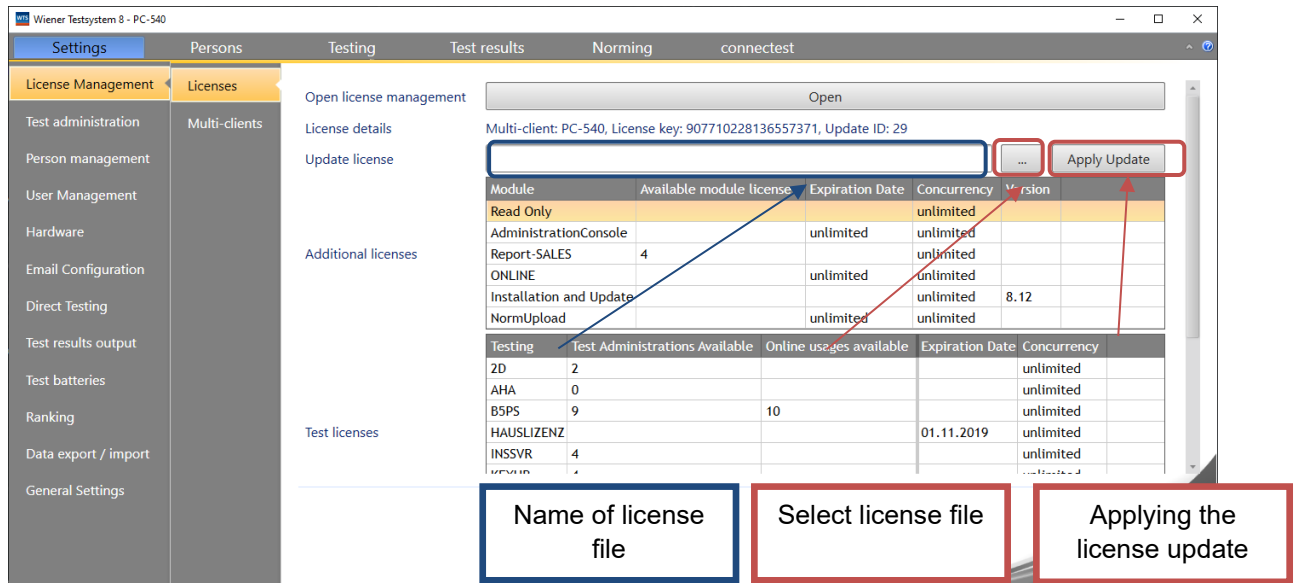 WTS Wiener Testsystem 8 - PC-540
Settings Persons Testing Test results Norming connectest
License Management
Test administration
Person management
User Management
Hardware
Email Configuration
Direct Testing
Test results output
Test batteries
Ranking
Data export / import
General Settings
Licenses
Multi-clients
Open license management Open
License details Multi-client: PC-540, License key: 907710228136557371, Update ID: 29
Update license ... Apply Update
Additional licenses
Module Available module license Expiration Date Concurrency Version
Read Only unlimited
AdministrationConsole unlimited unlimited
Report-SALES 4 unlimited
ONLINE unlimited unlimited
Installation and Update unlimited 8.12
NormUpload unlimited unlimited
Test licenses
Testing Test Administrations Available Online usages available Expiration Date Concurrency
2D 2 unlimited
AHA 0 unlimited
B5PS 9 10 unlimited
HAUSLIZENZ 01.11.2019 unlimited
INSSVR 4 unlimited
Name of license
file
Select license file
Applying the
license update